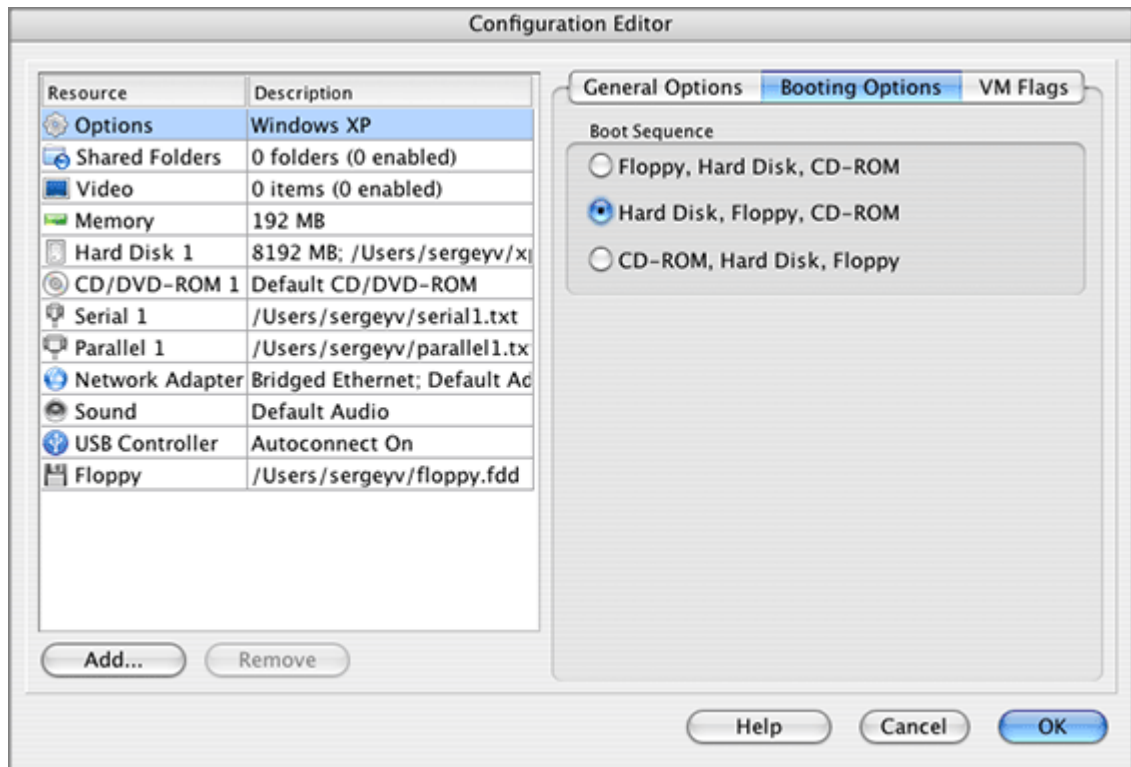 Configuration Editor
Resource Description
Options Windows XP
Shared Folders 0 folders (0 enabled)
Video 0 items (0 enabled)
Memory 192 MB
Hard Disk 1 8192 MB; /Users/sergeyv/x
CD/DVD-ROM 1 Default CD/DVD-ROM
Serial 1 /Users/sergeyv/serial1.txt
Parallel 1 /Users/sergeyv/parallel1.tx
Network Adapter Bridged Ethernet; Default Ad
Sound Default Audio
USB Controller Autoconnect On
Floppy /Users/sergeyv/floppy.fdd
Add... Remove
General Options Booting Options VM Flags
Boot Sequence
Floppy, Hard Disk, CD-ROM
Hard Disk, Floppy, CD-ROM
CD-ROM, Hard Disk, Floppy
Help Cancel OK